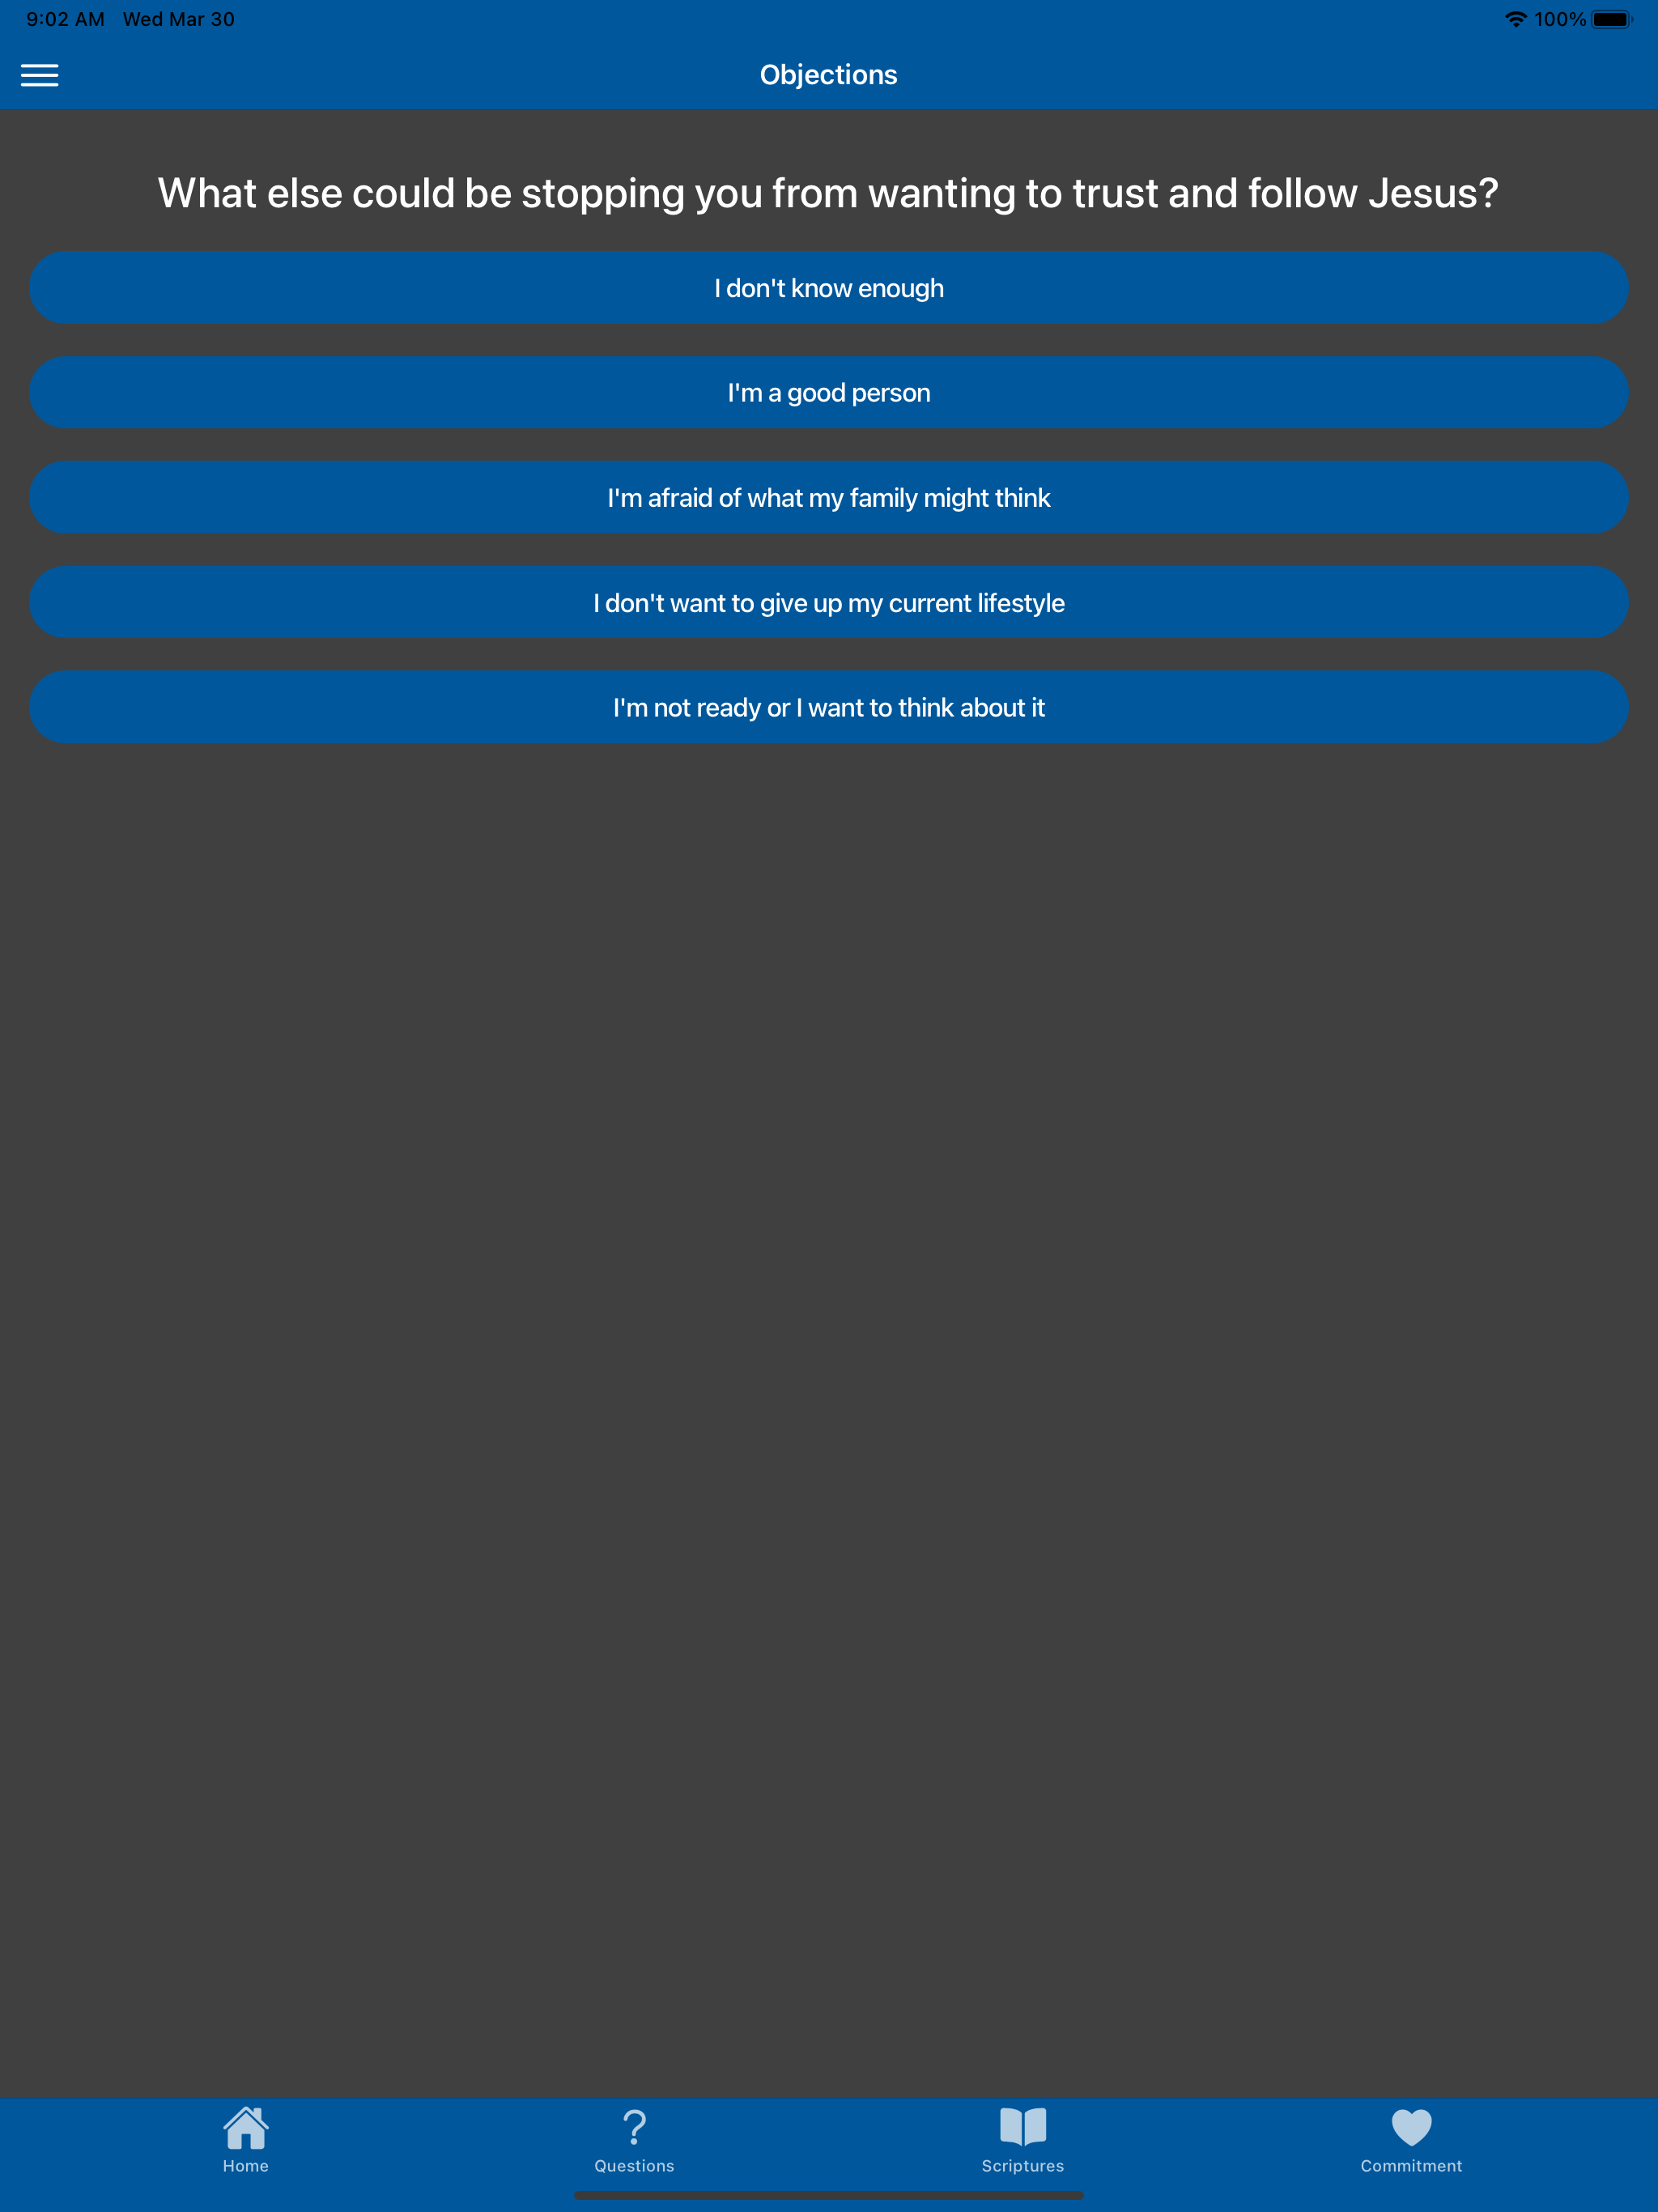 9:02 AM Wed Mar 30 100%
Objections
What else could be stopping you from wanting to trust and follow Jesus?
I don't know enough
I'm a good person
I'm afraid of what my family might think
I don't want to give up my current lifestyle
I'm not ready or I want to think about it
Home Questions Scriptures Commitment